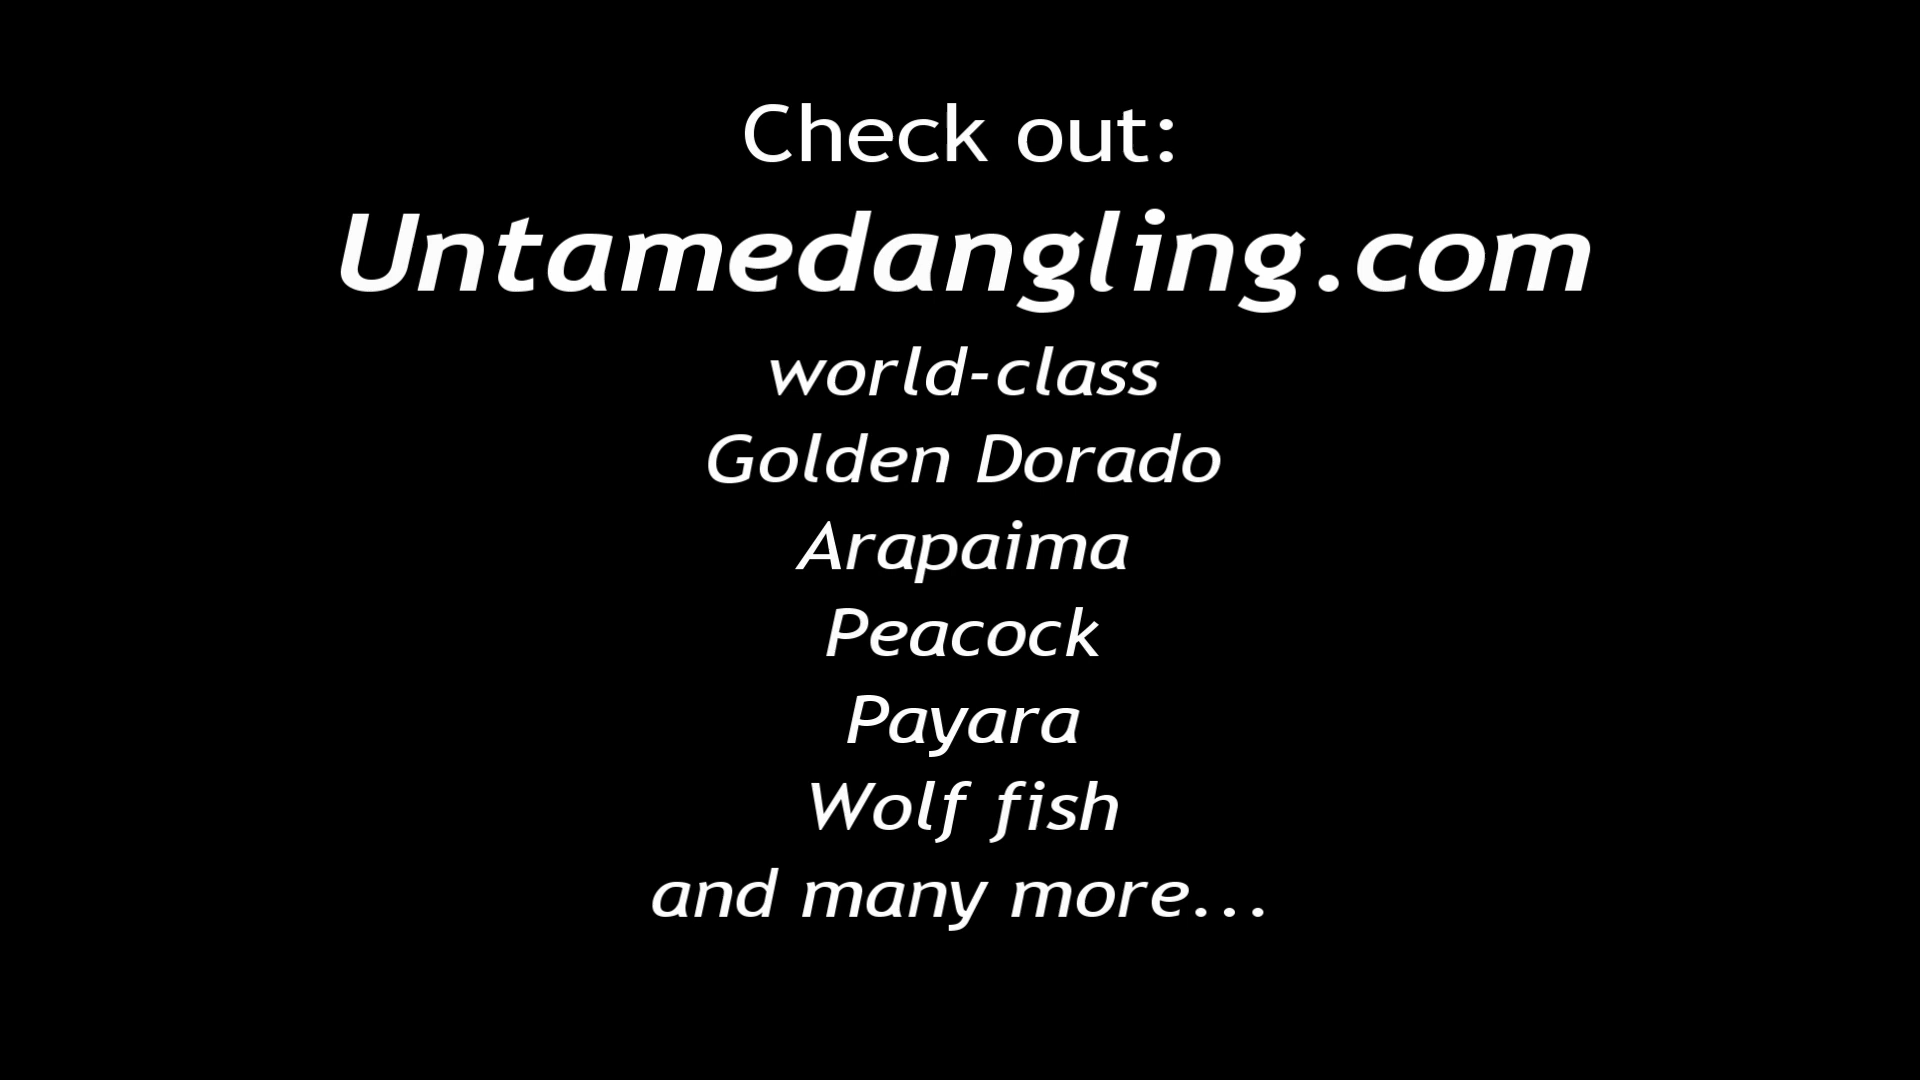 Check out:
Untamedangling.com
world-class
Golden Dorado
Arapaima
Peacock
Payara
Wolf fish
and many more...